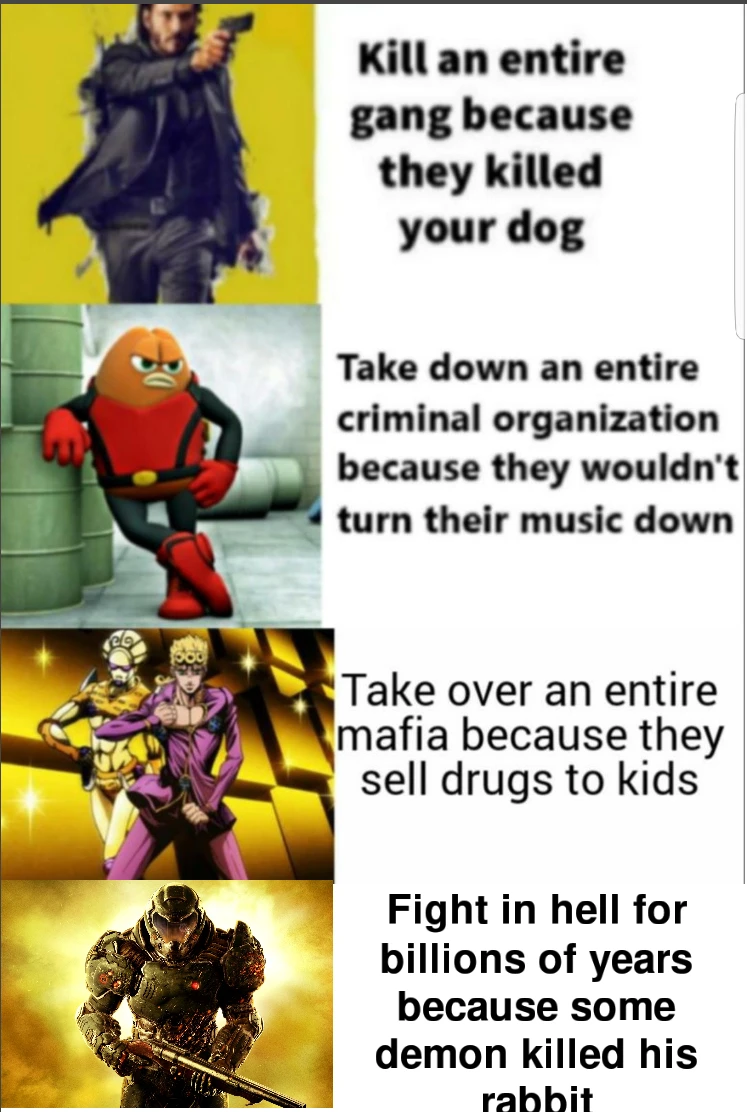 Kill an entire
gang because
they killed
your dog
Take down an entire
criminal organization
because they wouldn't
turn their music down
Take over an entire
mafia because they
sell drugs to kids
Fight in hell for
billions of years
because some
demon killed his
rabbit